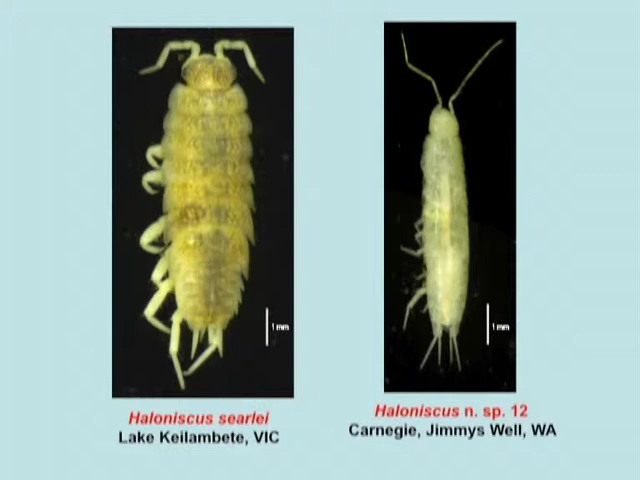 1 mm
1 mm
Haloniscus searlei
Lake Keilambete, VIC
Haloniscus n. sp. 12
Carnegie, Jimmys Well, WA